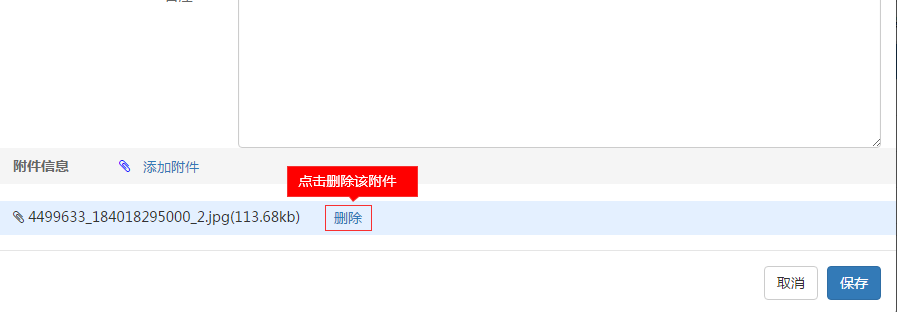 附件信息 添加附件
点击删除该附件
4499633_184018295000_2.jpg(113.68kb) 删除
取消 保存